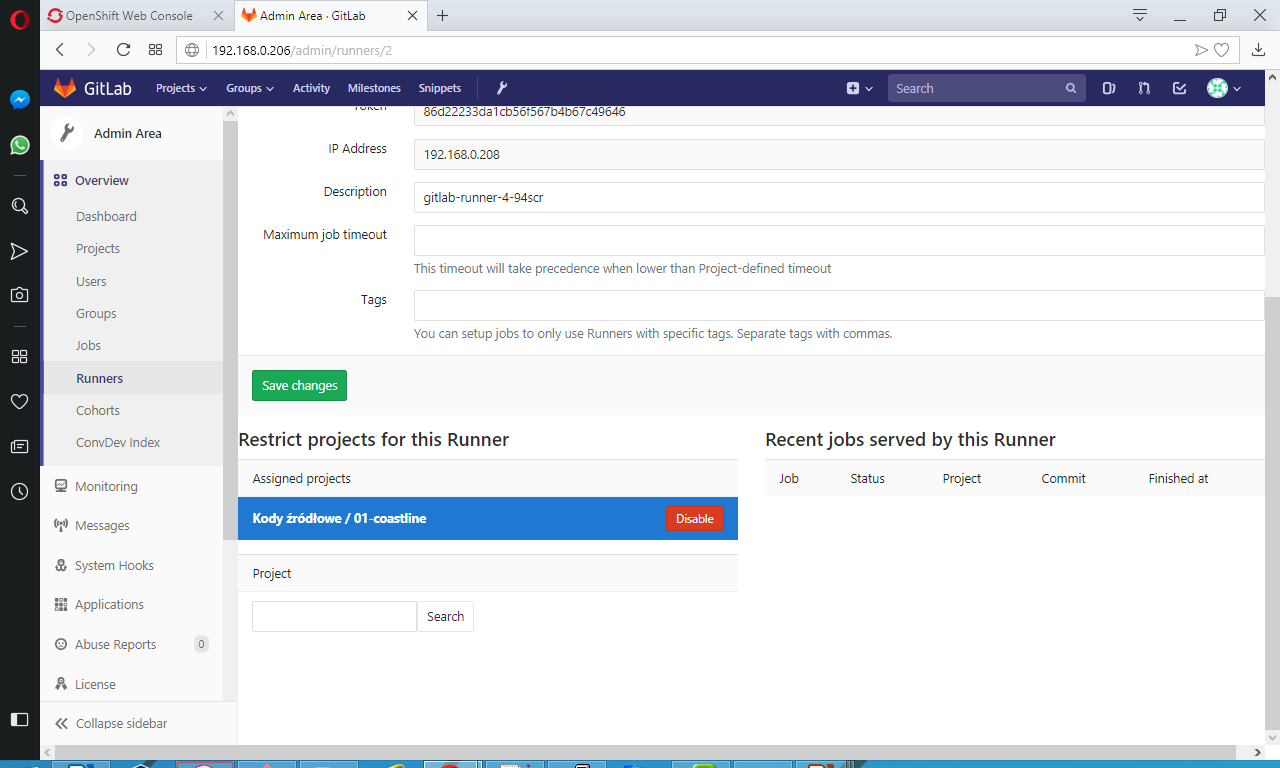 OpenShift Web Console
Admin Area · GitLab
192.168.0.206/admin/runners/2
GitLab
Projects
Groups
Activity
Milestones
Snippets
Search
Admin Area
Overview
Dashboard
Projects
Users
Groups
Jobs
Runners
Cohorts
ConvDev Index
Monitoring
Messages
System Hooks
Applications
Abuse Reports 0
License
Collapse sidebar
Token 86d22233da1cb56f567b4b67c49646
IP Address 192.168.0.208
Description gitlab-runner-4-94scr
Maximum job timeout
This timeout will take precedence when lower than Project-defined timeout
Tags
You can setup jobs to only use Runners with specific tags. Separate tags with commas.
Save changes
Restrict projects for this Runner
Assigned projects
Kody źródłowe / 01-coastline Disable
Project
Search
Recent jobs served by this Runner
Job Status Project Commit Finished at